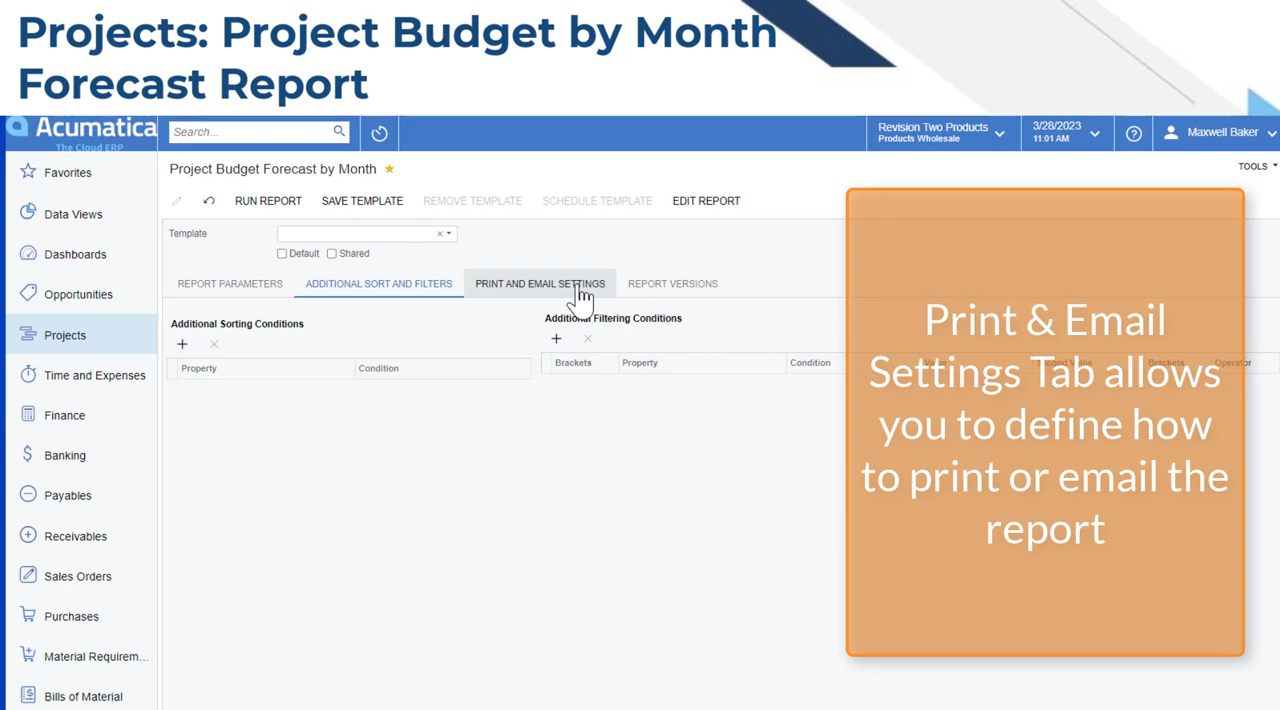 Projects: Project Budget by Month
Forecast Report
Acumatica
The Cloud ERP
Search...
Revision Two Products
Products Wholesale
3/28/2023
11:01 AM
Maxwell Baker
Favorites
Data Views
Dashboards
Opportunities
Projects
Time and Expenses
Finance
Banking
Payables
Receivables
Sales Orders
Purchases
Material Requirem...
Bills of Material
Project Budget Forecast by Month
TOOLS
RUN REPORT SAVE TEMPLATE REMOVE TEMPLATE SCHEDULE TEMPLATE EDIT REPORT
Template
Default Shared
REPORT PARAMETERS ADDITIONAL SORT AND FILTERS PRINT AND EMAIL SETTINGS REPORT VERSIONS
Additional Sorting Conditions
Property Condition
Additional Filtering Conditions
Brackets Property Condition Value Second Value Brackets Operator
Print & Email
Settings Tab allows
you to define how
to print or email the
report